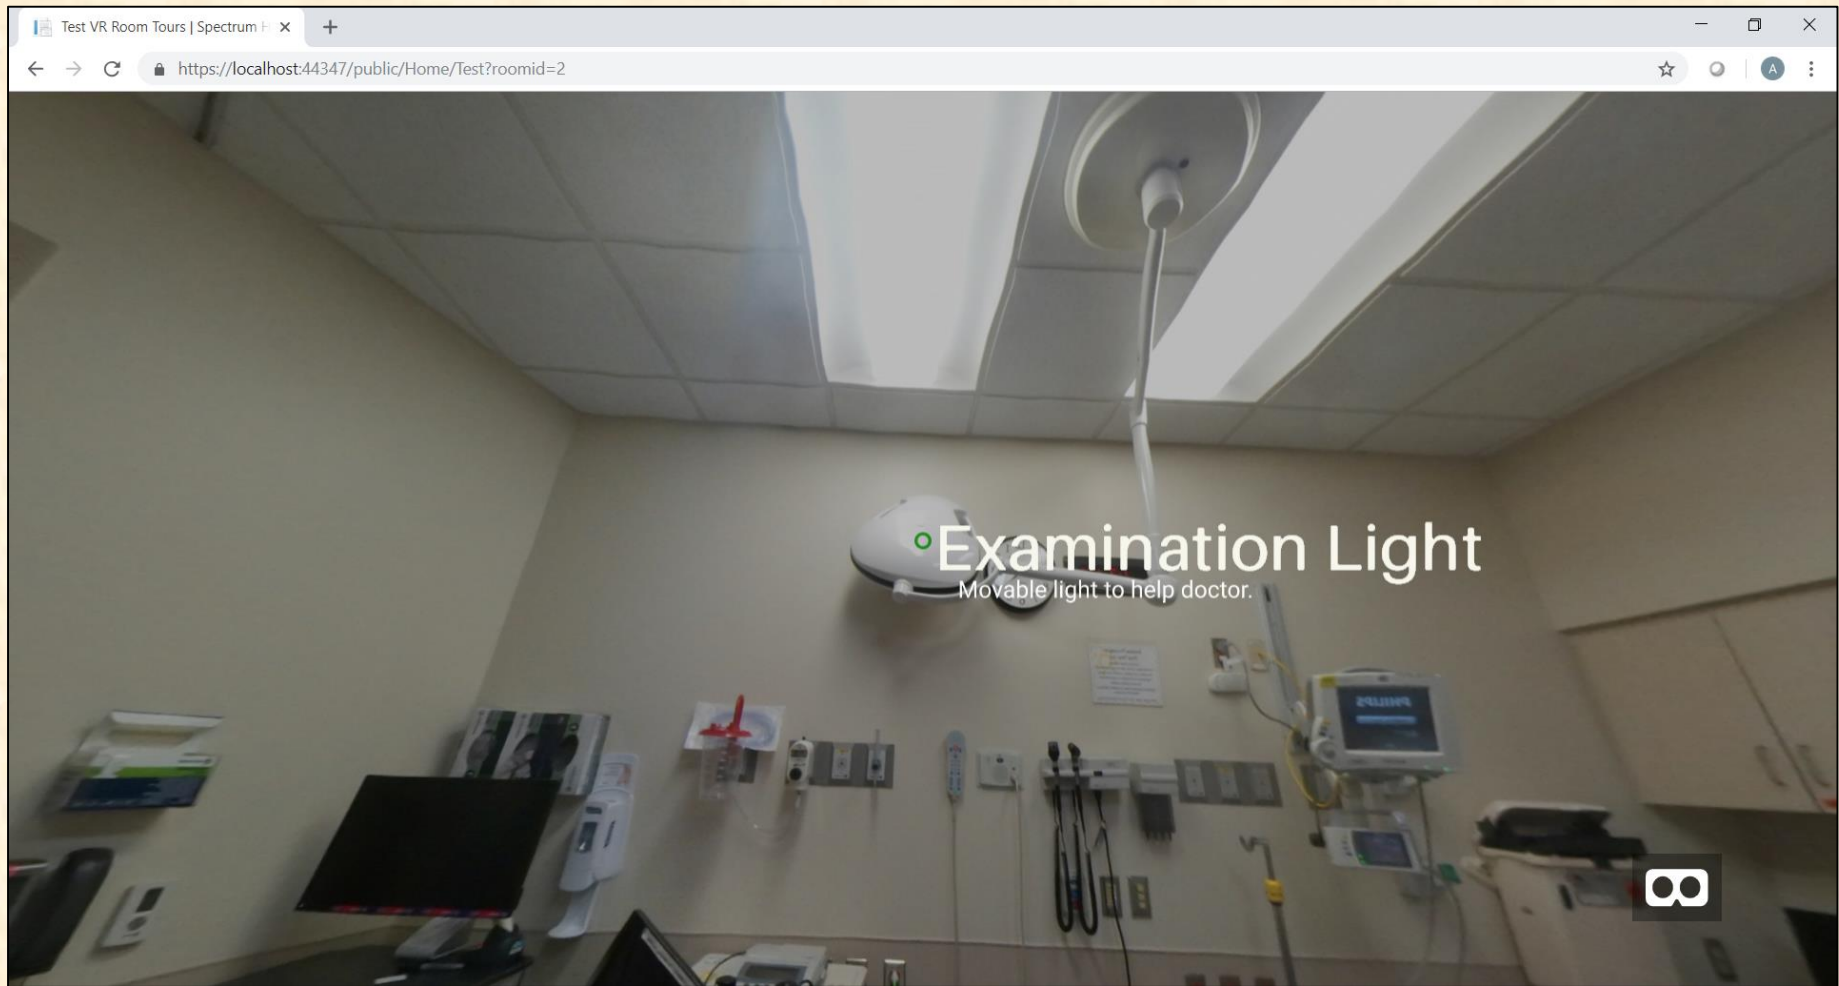 Test VR Room Tours | Spectrum H
https://localhost:44347/public/Home/Test?roomid=2
A
Examination Light
Movable light to help doctor.
PHILIPS